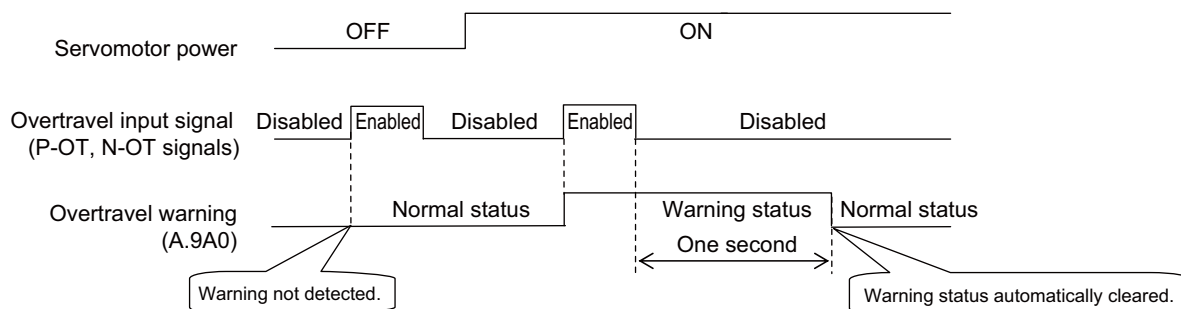 OFF
ON
Servomotor power
Overtravel input signal
(P-OT, N-OT signals)
Disabled
Enabled
Disabled
Enabled
Disabled
Overtravel warning
(A.9A0)
Normal status
Warning status
Normal status
One second
Warning not detected.
Warning status automatically cleared.